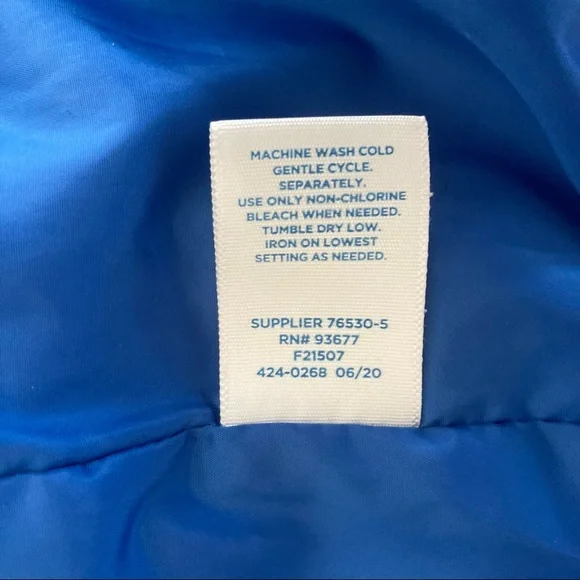 MACHINE WASH COLD
GENTLE CYCLE.
SEPARATELY.
USE ONLY NON-CHLORINE
BLEACH WHEN NEEDED.
TUMBLE DRY LOW.
IRON ON LOWEST
SETTING AS NEEDED.
SUPPLIER 76530-5
RN# 93677
F21507
424-0268 06/20